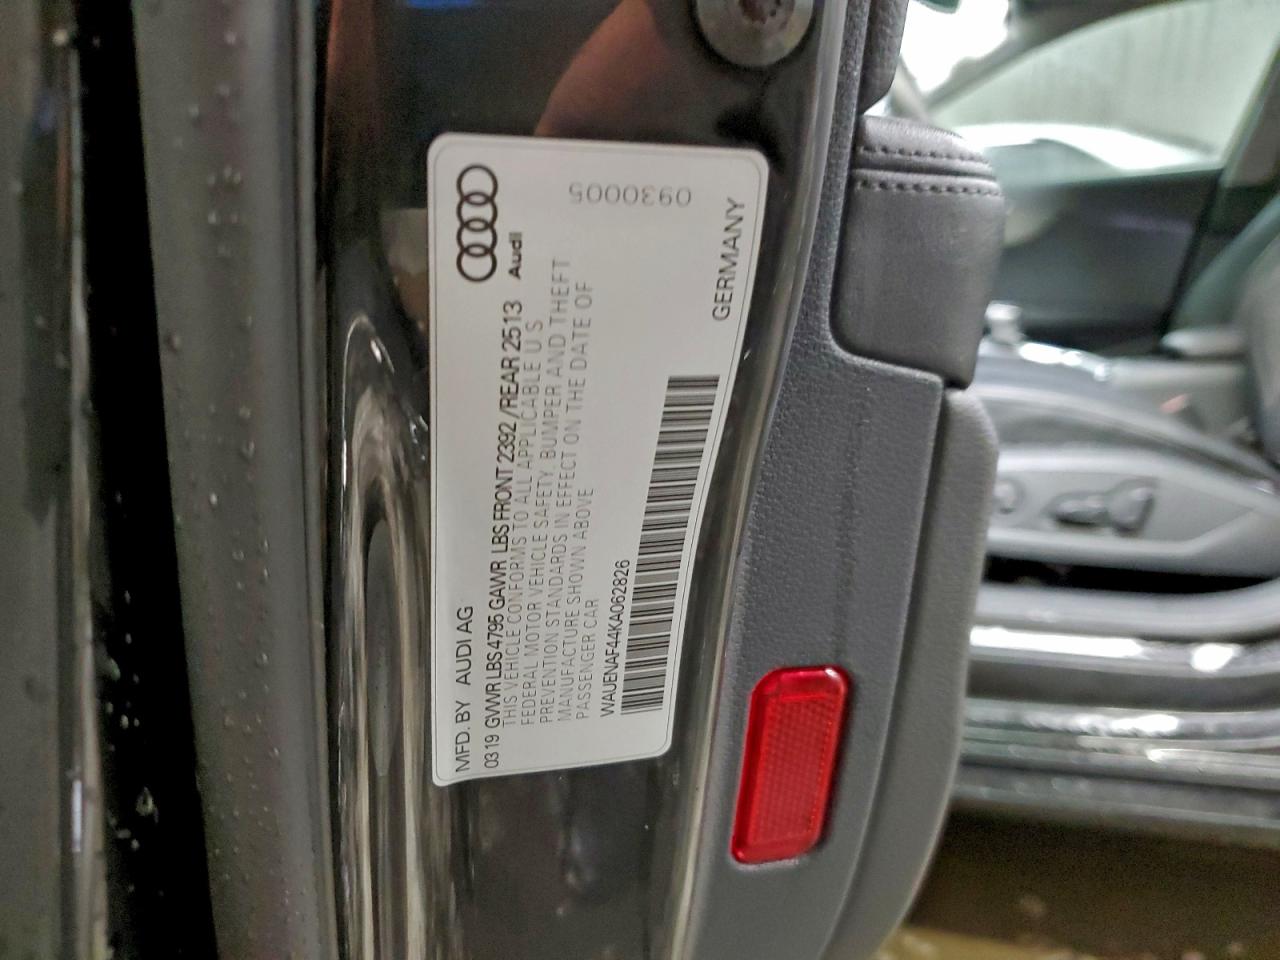 MFD. BY AUDI AG
Audi
0319 GVWR LBS 4795 GAWR LBS FRONT 2392 / REAR 2513
THIS VEHICLE CONFORMS TO ALL APPLICABLE US
FEDERAL MOTOR VEHICLE SAFETY, BUMPER AND THEFT
PREVENTION STANDARDS IN EFFECT ON THE DATE OF
MANUFACTURE SHOWN ABOVE
PASSENGER CAR
WAUENAF44KA062826
GERMANY
0930005